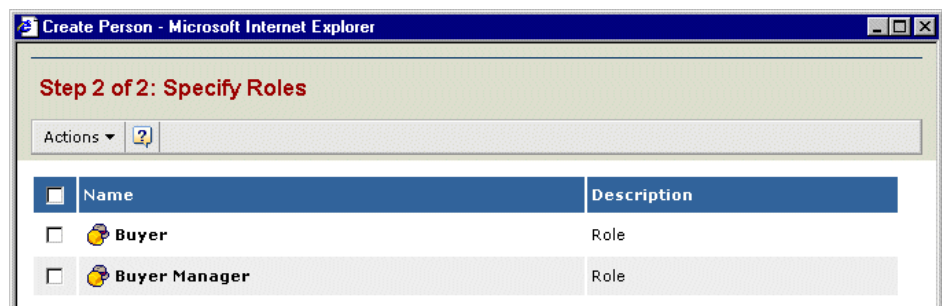 Create Person - Microsoft Internet Explorer
Step 2 of 2: Specify Roles
Actions
Name Description
Buyer Role
Buyer Manager Role